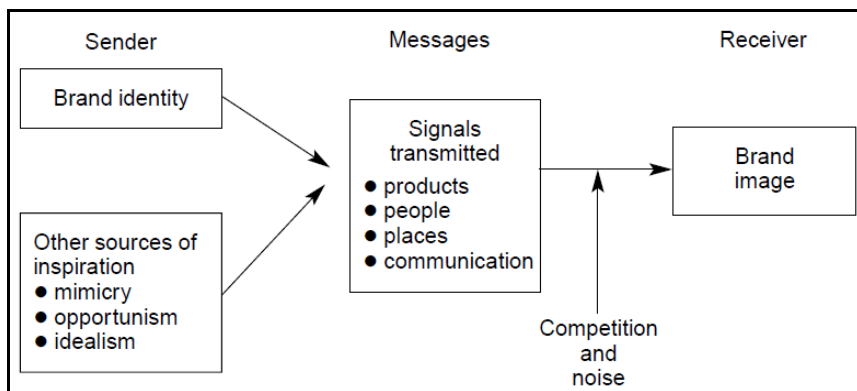 Sender
Messages
Receiver
Brand identity
Other sources of
inspiration
● mimicry
● opportunism
● idealism
Signals
transmitted
● products
● people
● places
● communication
Brand
image
Competition
and
noise